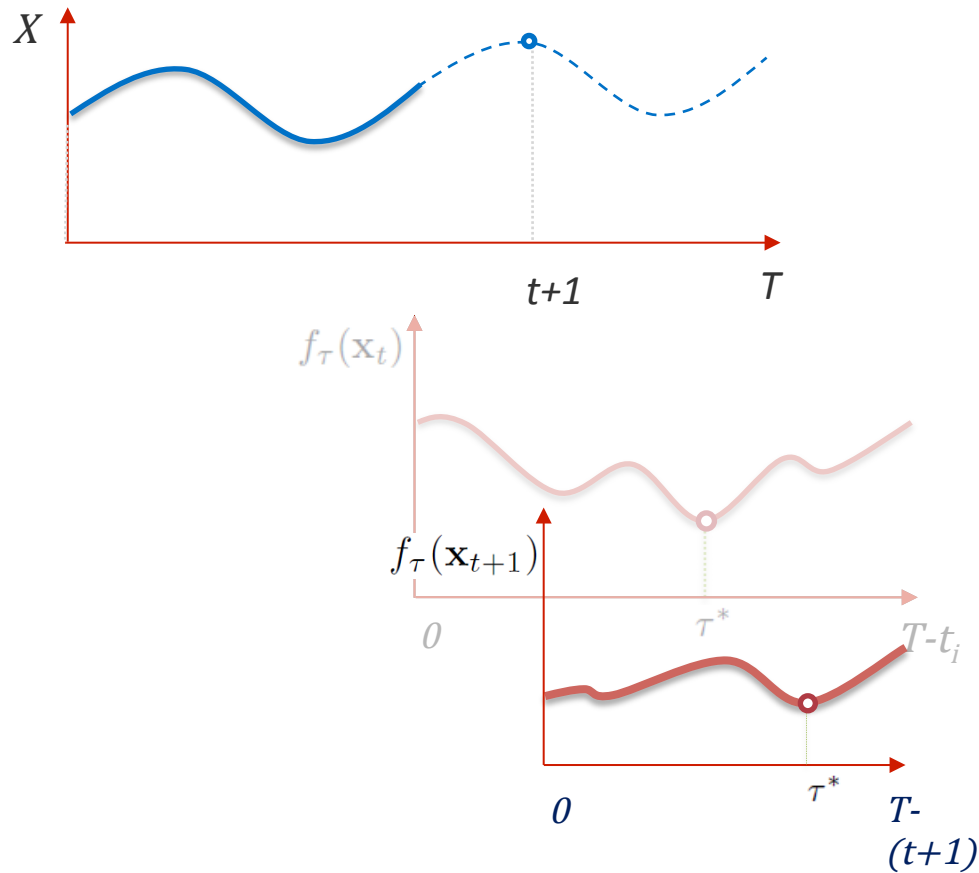 X
t+1
T
f_τ(x_t)
f_τ(x_{t+1})
0
τ*
T-t_i
0
τ*
T-
(t+1)